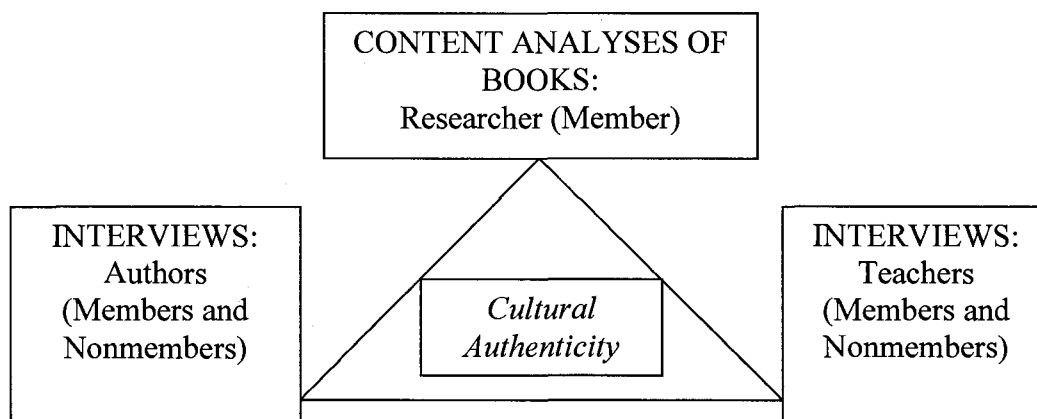 CONTENT ANALYSES OF
BOOKS:
Researcher (Member)
INTERVIEWS:
Authors
(Members and
Nonmembers)
Cultural
Authenticity
INTERVIEWS:
Teachers
(Members and
Nonmembers)